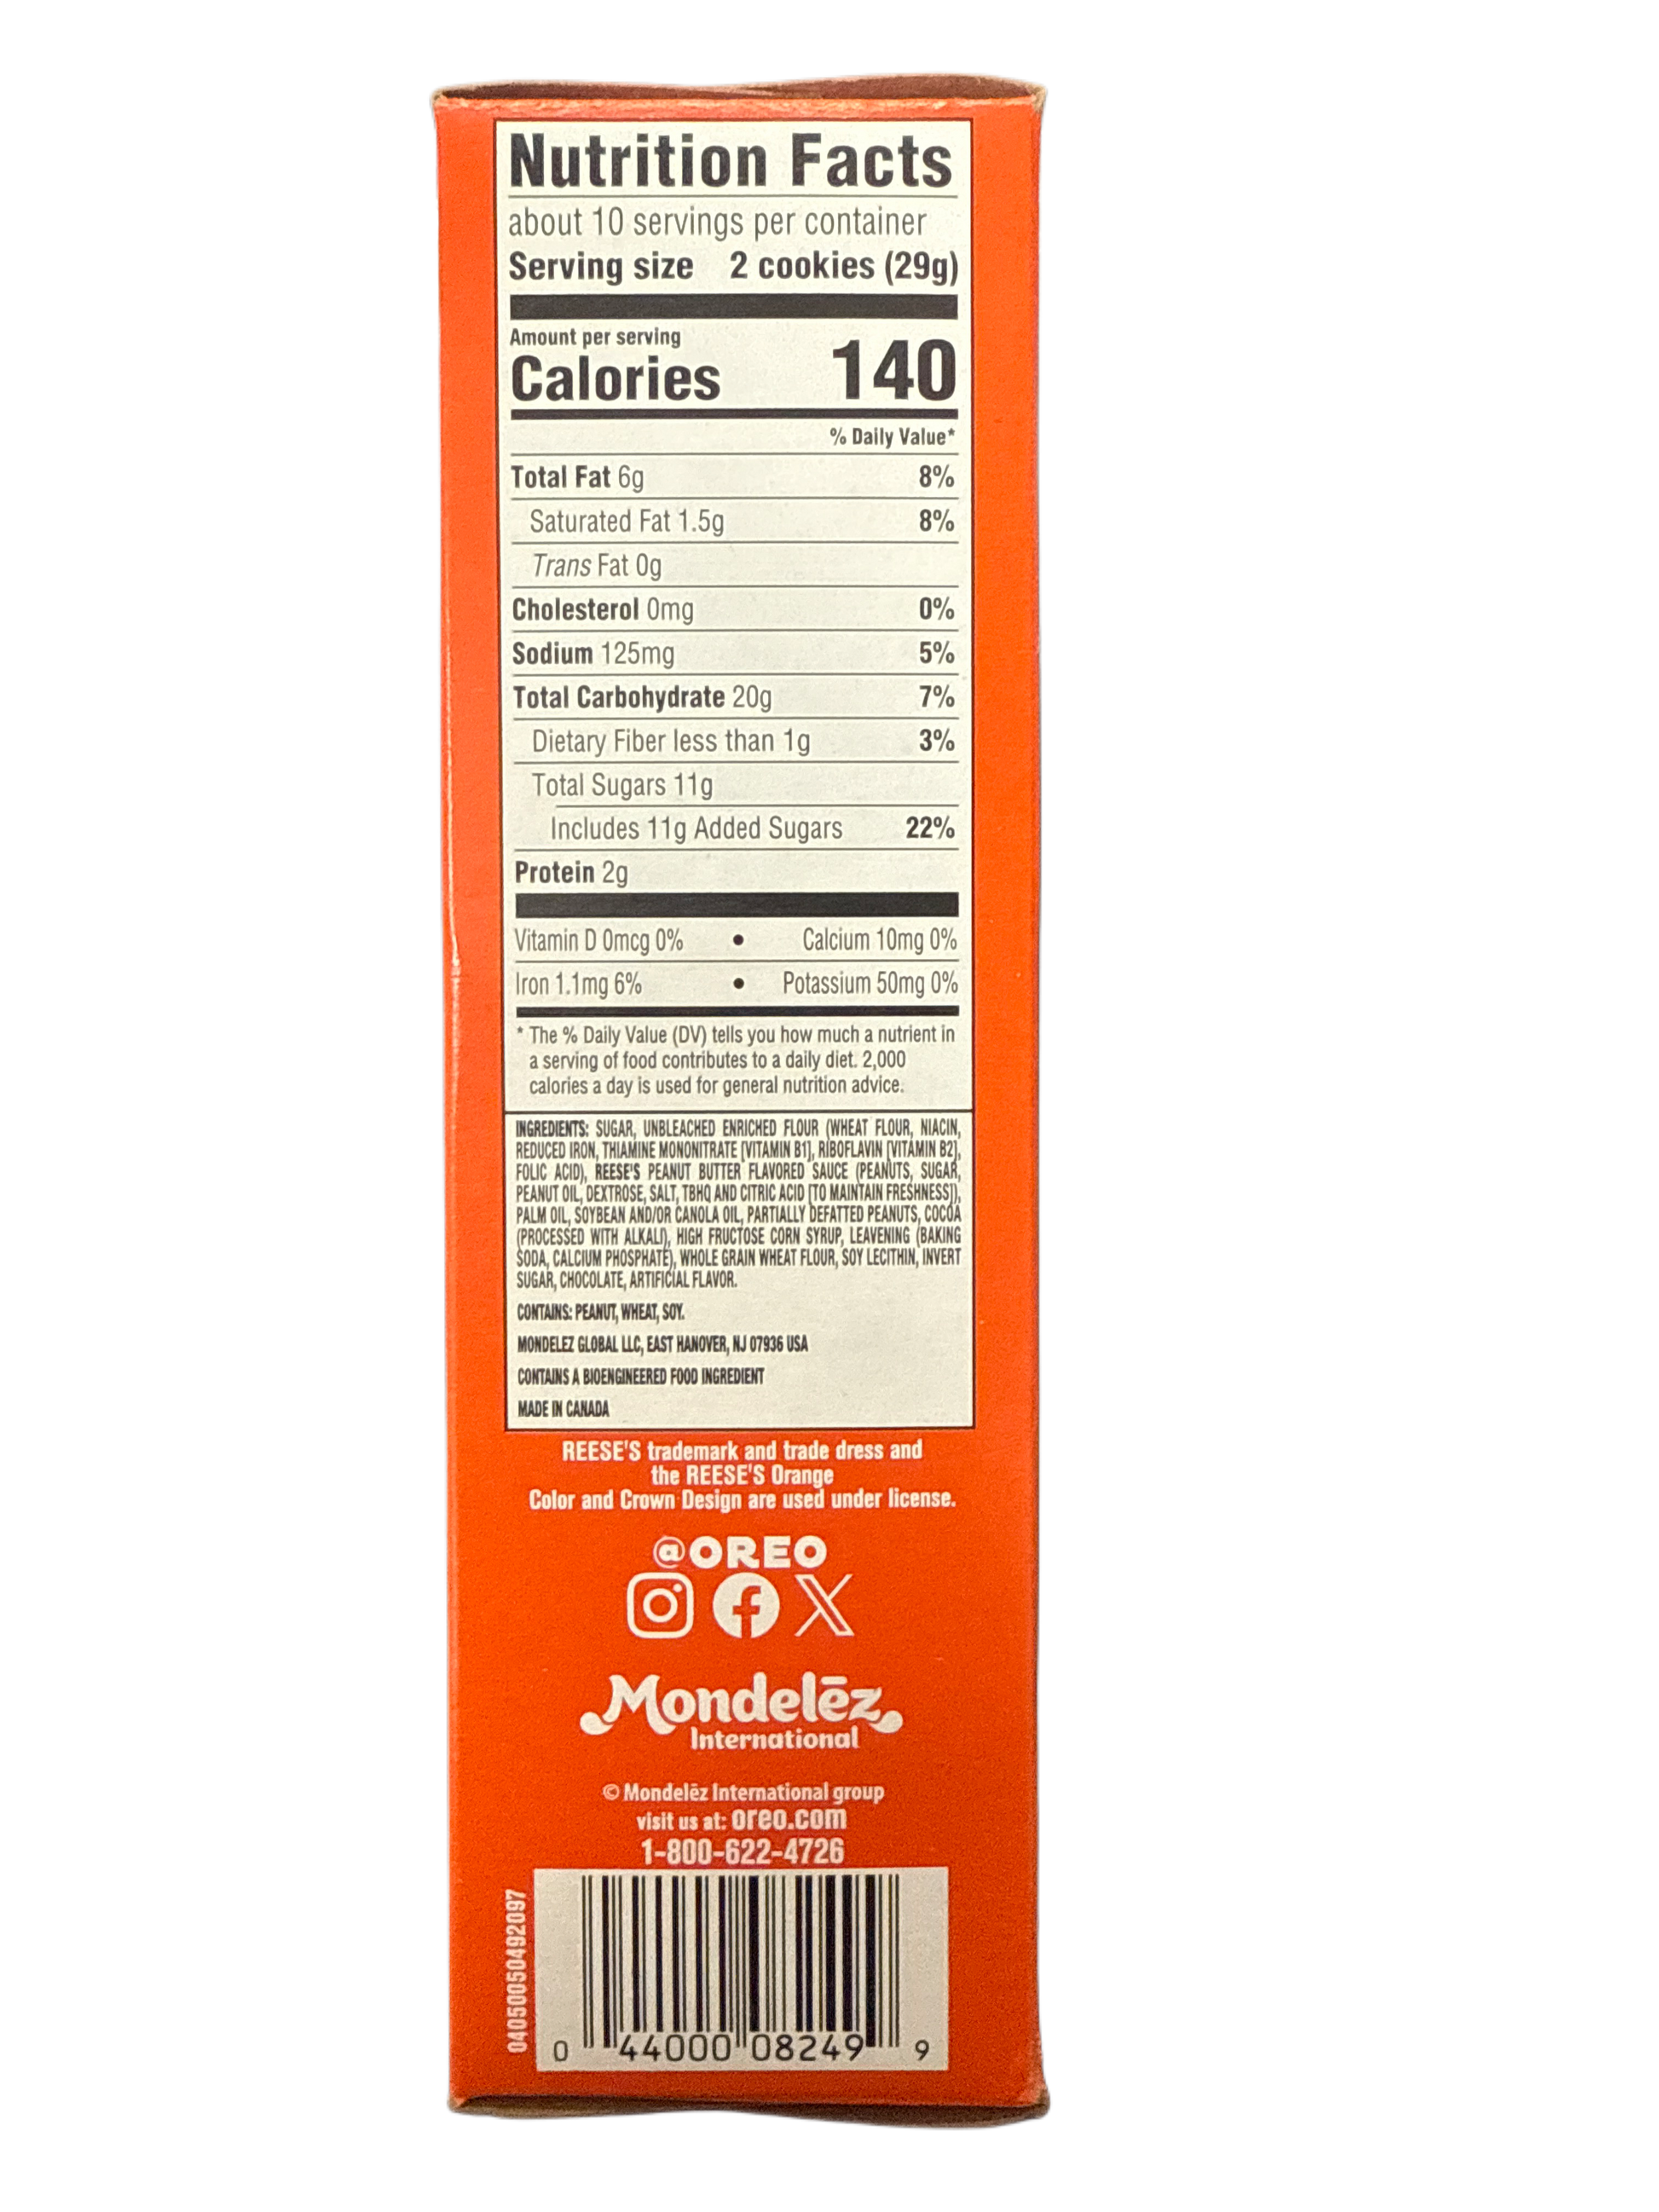 Nutrition Facts
about 10 servings per container
Serving size 2 cookies (29g)
Amount per serving
Calories 140
% Daily Value*
Total Fat 6g 8%
Saturated Fat 1.5g 8%
Trans Fat 0g
Cholesterol 0mg 0%
Sodium 125mg 5%
Total Carbohydrate 20g 7%
Dietary Fiber less than 1g 3%
Total Sugars 11g
Includes 11g Added Sugars 22%
Protein 2g
Vitamin D 0mcg 0% • Calcium 10mg 0%
Iron 1.1mg 6% • Potassium 50mg 0%
* The % Daily Value (DV) tells you how much a nutrient in
a serving of food contributes to a daily diet. 2,000
calories a day is used for general nutrition advice.
INGREDIENTS: SUGAR, UNBLEACHED ENRICHED FLOUR (WHEAT FLOUR, NIACIN,
REDUCED IRON, THIAMINE MONONITRATE [VITAMIN B1], RIBOFLAVIN [VITAMIN B2],
FOLIC ACID), REESE'S PEANUT BUTTER FLAVORED SAUCE (PEANUTS, SUGAR,
PEANUT OIL, DEXTROSE, SALT, TBHQ AND CITRIC ACID [TO MAINTAIN FRESHNESS]),
PALM OIL, SOYBEAN AND/OR CANOLA OIL, PARTIALLY DEFATTED PEANUTS, COCOA
(PROCESSED WITH ALKALI), HIGH FRUCTOSE CORN SYRUP, LEAVENING (BAKING
SODA, CALCIUM PHOSPHATE), WHOLE GRAIN WHEAT FLOUR, SOY LECITHIN, INVERT
SUGAR, CHOCOLATE, ARTIFICIAL FLAVOR.
CONTAINS: PEANUT, WHEAT, SOY.
MONDELEZ GLOBAL LLC, EAST HANOVER, NJ 07936 USA
CONTAINS A BIOENGINEERED FOOD INGREDIENT
MADE IN CANADA
REESE'S trademark and trade dress and
the REESE'S Orange
Color and Crown Design are used under license.
@OREO
Mondelēz
International
© Mondelēz International group
visit us at: oreo.com
1-800-622-4726
040500504920​97
0 44000 08249 9